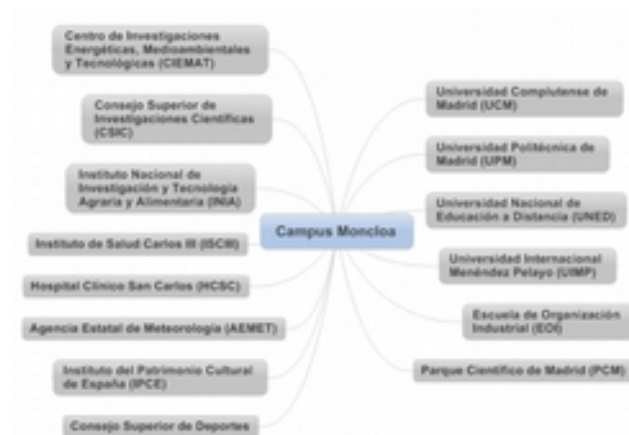 Centro de Investigaciones
Energéticas, Medioambientales
y Tecnológicas (CIEMAT)
Consejo Superior de
Investigaciones Científicas
(CSIC)
Instituto Nacional de
Investigación y Tecnología
Agraria y Alimentaria (INIA)
Instituto de Salud Carlos III (ISCIII)
Hospital Clínico San Carlos (HCSC)
Agencia Estatal de Meteorología (AEMET)
Instituto del Patrimonio Cultural
de España (IPCE)
Consejo Superior de Deportes
Campus Moncloa
Universidad Complutense de
Madrid (UCM)
Universidad Politécnica de
Madrid (UPM)
Universidad Nacional de
Educación a Distancia (UNED)
Universidad Internacional
Menéndez Pelayo (UIMP)
Escuela de Organización
Industrial (EOI)
Parque Científico de Madrid (PCM)